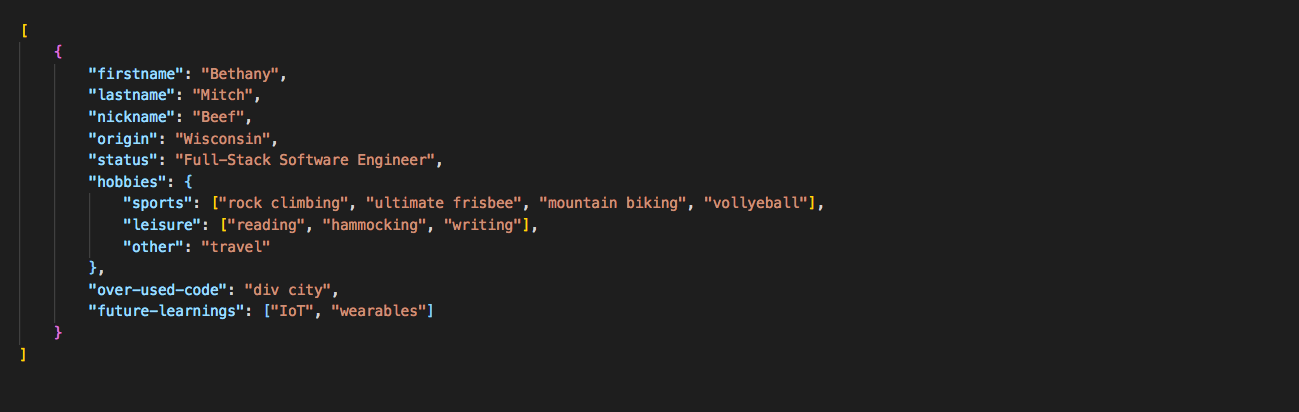 [
    {
        "firstname": "Bethany",
        "lastname": "Mitch",
        "nickname": "Beef",
        "origin": "Wisconsin",
        "status": "Full-Stack Software Engineer",
        "hobbies": {
            "sports": ["rock climbing", "ultimate frisbee", "mountain biking", "vollyeball"],
            "leisure": ["reading", "hammocking", "writing"],
            "other": "travel"
        },
        "over-used-code": "div city",
        "future-learnings": ["IoT", "wearables"]
    }
]